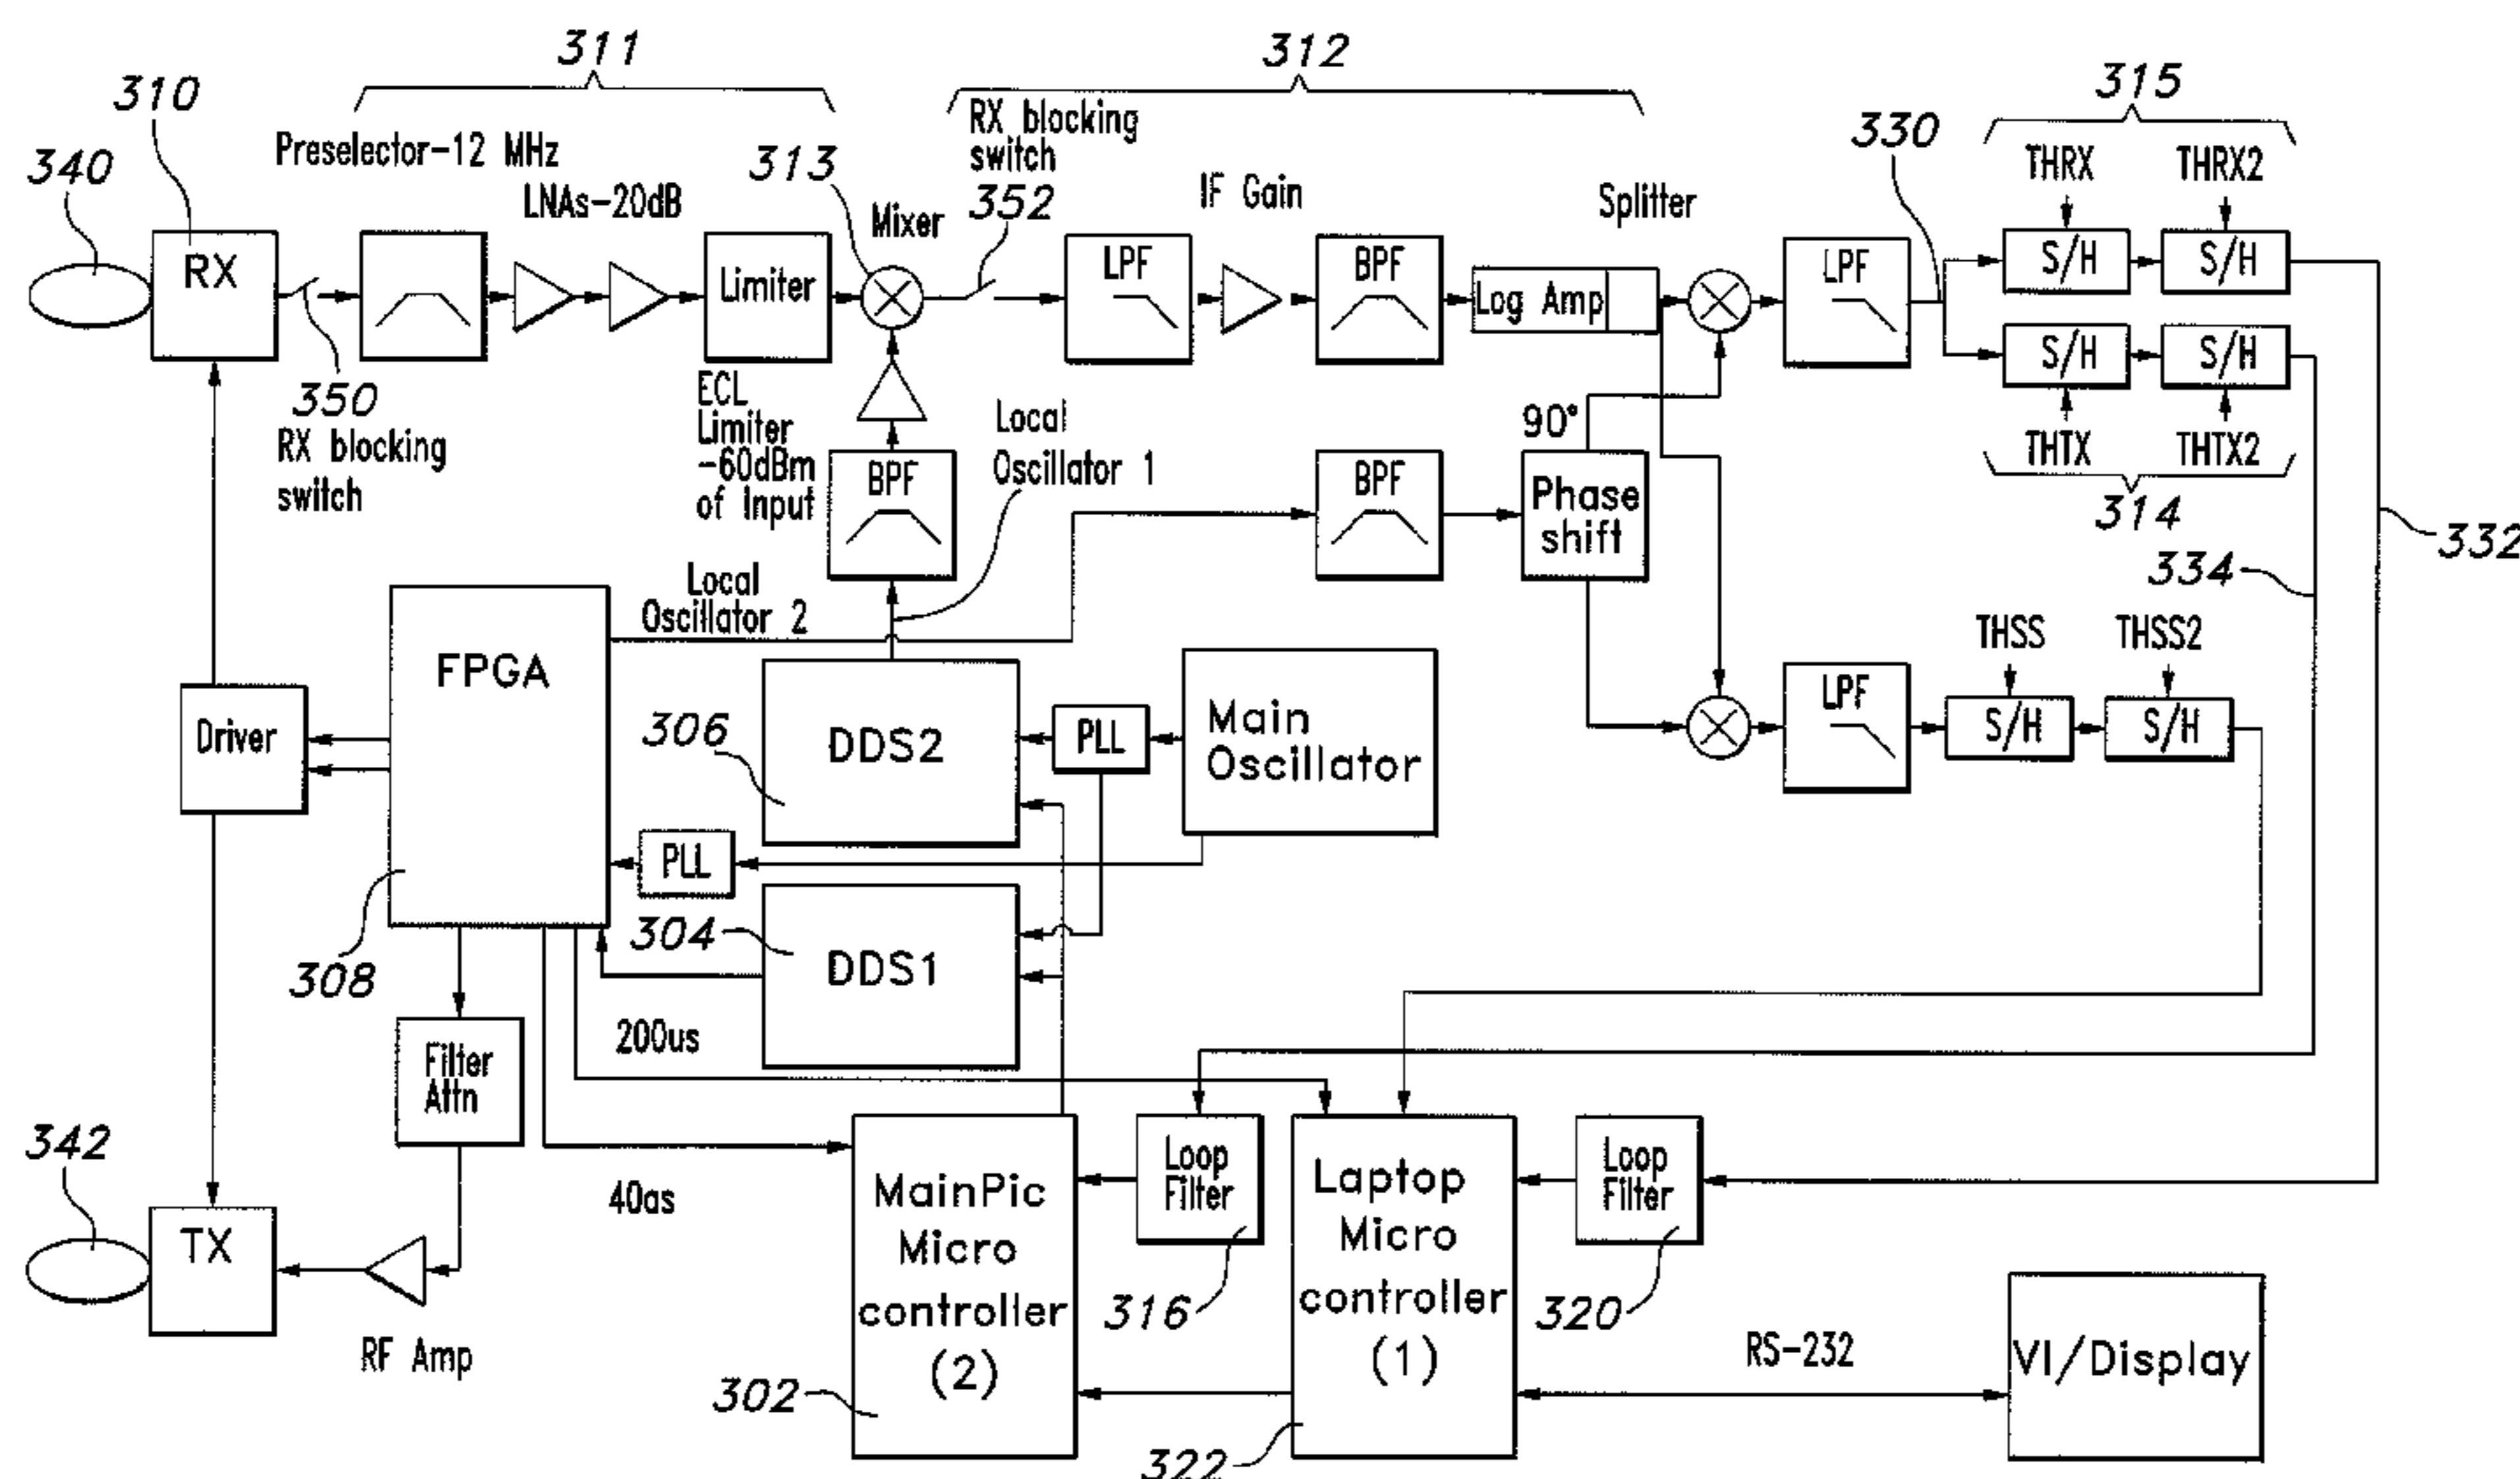 311
312
310
315
Preselector-12 MHz
RX blocking
switch
330
340
LNAs-20dB
313
Mixer
352
IF Gain
Splitter
THRX
THRX2
RX
Limiter
LPF
BPF
Log Amp
LPF
S/H
S/H
S/H
S/H
350
RX blocking
switch
ECL
Limiter
-60dBm
of Input
Local
Oscillator 1
90°
THTX
THTX2
314
BPF
BPF
Phase
shift
332
334
Local
Oscillator 2
FPGA
THSS
THSS2
Driver
306
DDS2
PLL
Main
Oscillator
LPF
S/H
S/H
PLL
308
304
DDS1
Filter
Attn
200us
342
40as
TX
RF Amp
MainPic
Micro
controller
(2)
302
Loop
Filter
316
Laptop
Micro
controller
(1)
322
Loop
Filter
320
RS-232
VI/Display